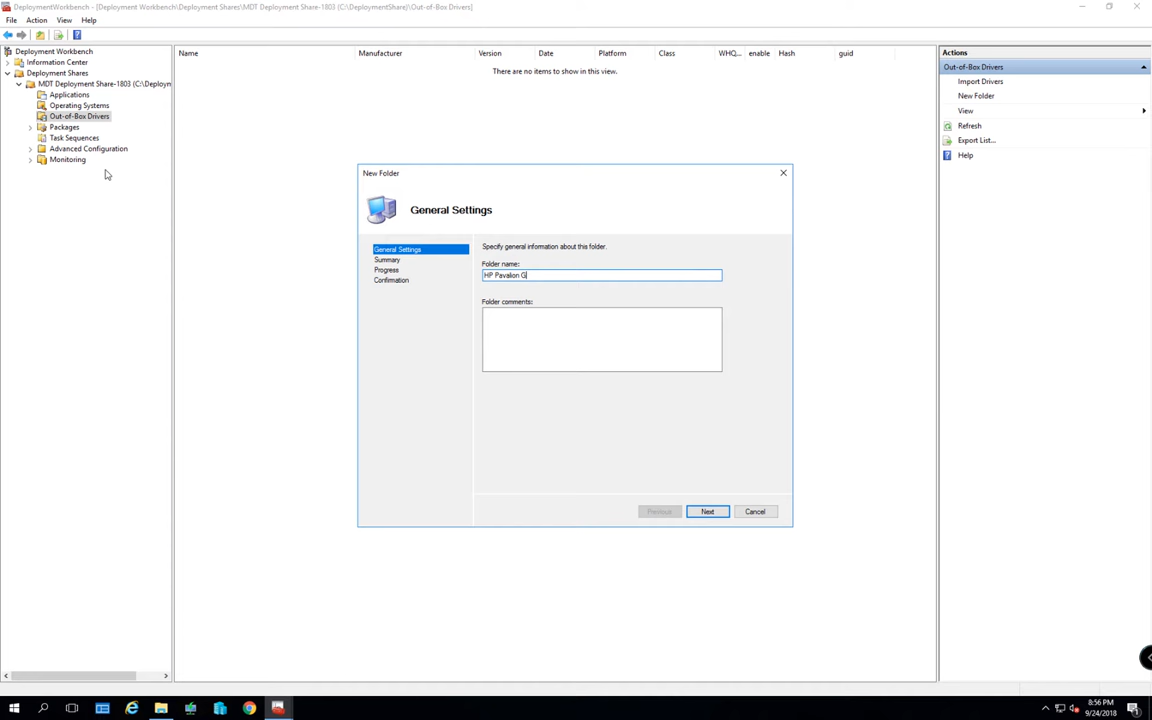 DeploymentWorkbench - [Deployment Workbench\Deployment Shares\MDT Deployment Share-1803 (C:\DeploymentShare)\Out-of-Box Drivers]
File Action View Help
Deployment Workbench
Information Center
Deployment Shares
MDT Deployment Share-1803 (C:\Deploym
Applications
Operating Systems
Out-of-Box Drivers
Packages
Task Sequences
Advanced Configuration
Monitoring
Name Manufacturer Version Date Platform Class WHQ... enable Hash guid
There are no items to show in this view.
New Folder
General Settings
General Settings
Summary
Progress
Confirmation
Specify general information about this folder.
Folder name:
HP Pavalion G
Folder comments:
Previous Next Cancel
Actions
Out-of-Box Drivers
Import Drivers
New Folder
View
Refresh
Export List...
Help
8:56 PM
9/24/2018